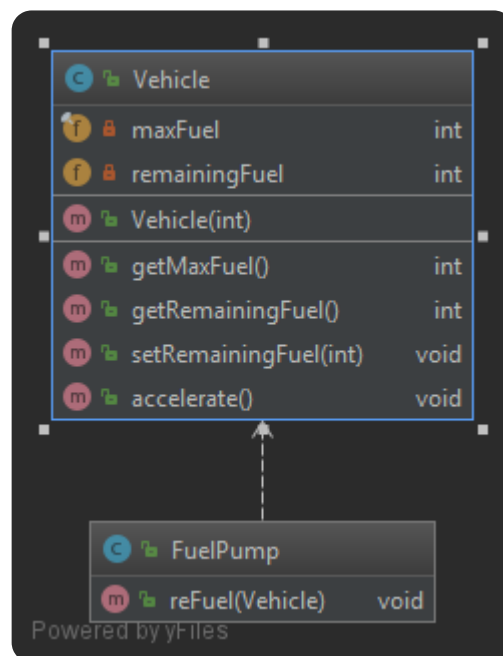 Vehicle
maxFuel int
remainingFuel int
Vehicle(int)
getMaxFuel() int
getRemainingFuel() int
setRemainingFuel(int) void
accelerate() void
FuelPump
reFuel(Vehicle) void
Powered by yFiles